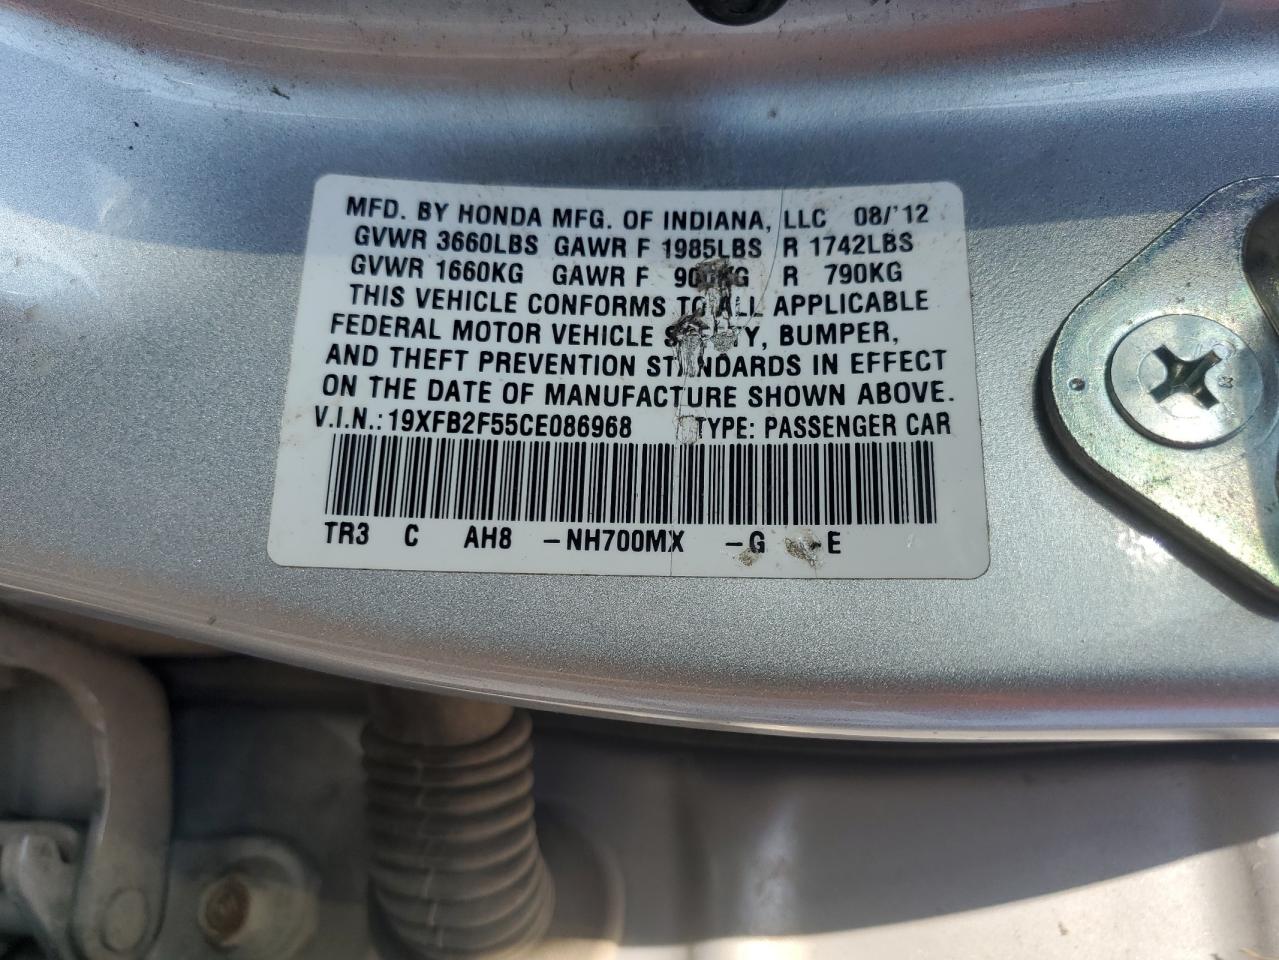 MFD. BY HONDA MFG. OF INDIANA, LLC 08/'12
GVWR 3660LBS GAWR F 1985LBS R 1742LBS
GVWR 1660KG GAWR F R 790KG
THIS VEHICLE CONFORMS TO ALL APPLICABLE
FEDERAL MOTOR VEHICLE BUMPER,
AND THEFT PREVENTION STANDARDS IN EFFECT
ON THE DATE OF MANUFACTURE SHOWN ABOVE.
V.I.N.:19XFB2F55CE086968 TYPE: PASSENGER CAR
TR3 C AH8 -NH700MX -G -E